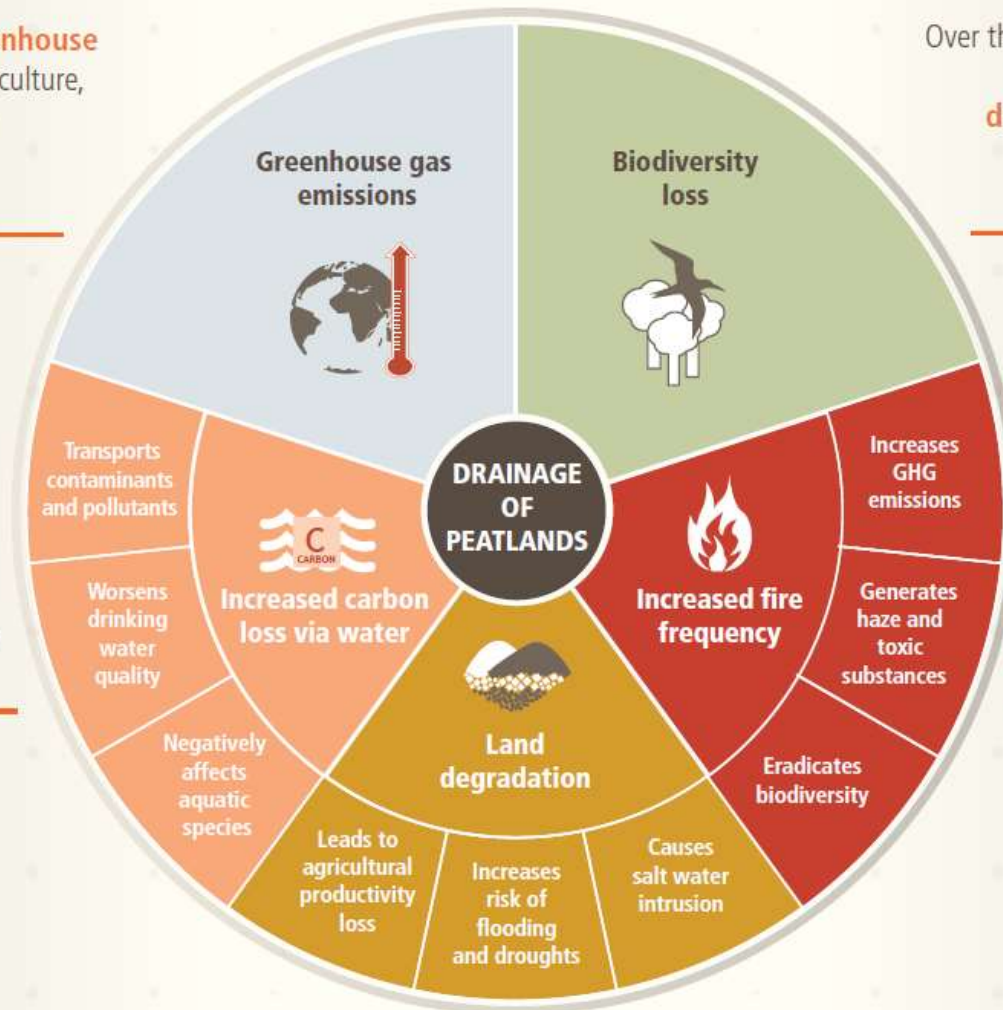 nhouse
culture,
Over th
d
Greenhouse gas
emissions
Biodiversity
loss
DRAINAGE
OF
PEATLANDS
Increases
GHG
emissions
Generates
haze and
toxic
substances
Eradicates
biodiversity
Increased fire
frequency
Land
degradation
Causes
salt water
intrusion
Increases
risk of
flooding
and droughts
Leads to
agricultural
productivity
loss
C
CARBON
Increased carbon
loss via water
Negatively
affects
aquatic
species
Worsens
drinking
water
quality
Transports
contaminants
and pollutants